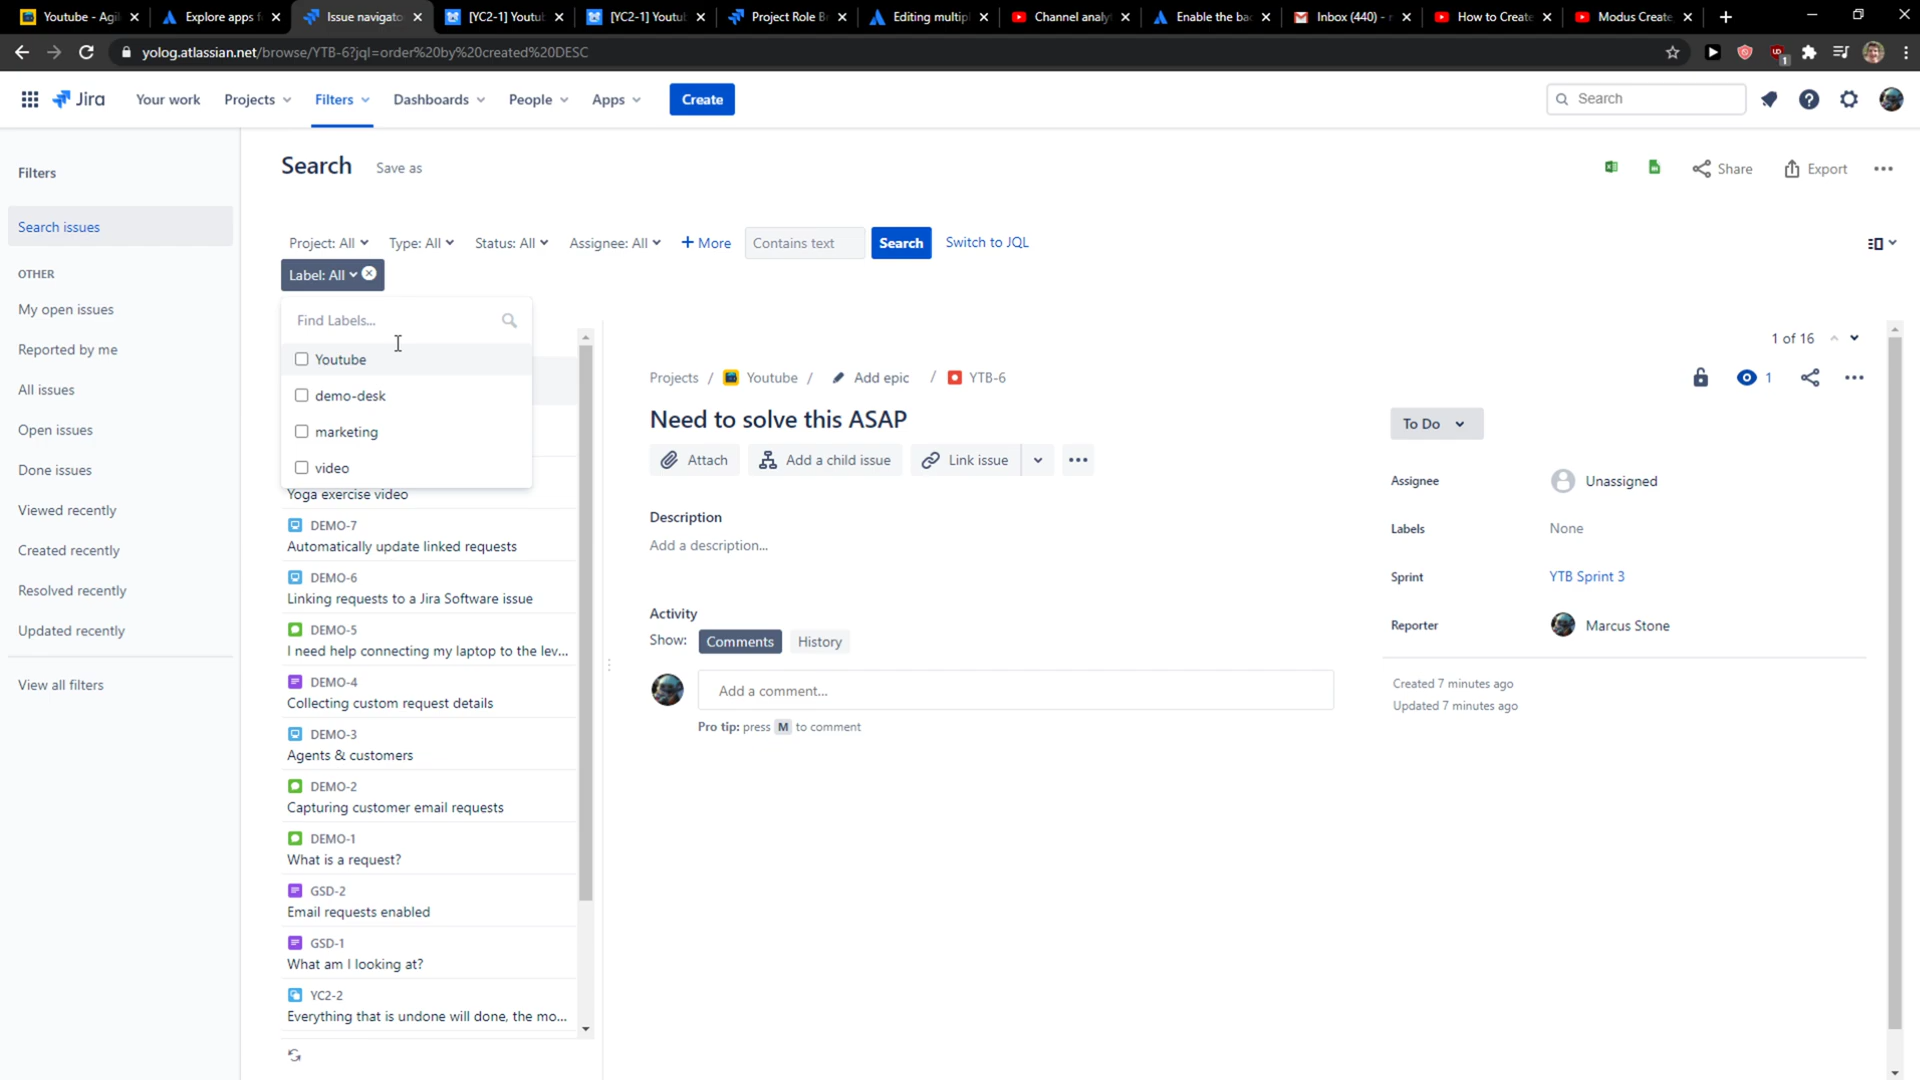 Youtube - Agil
Explore apps f
Issue navigato
[YC2-1] Youtub
[YC2-1] Youtub
Project Role B
Editing multip
Channel analy
Enable the ba
Inbox (440) - r
How to Create
Modus Create
yolog.atlassian.net/browse/YTB-6?jql=order%20by%20created%20DESC
1
Jira
Your work
Projects
Filters
Dashboards
People
Apps
Create
Search
Filters
Search issues
OTHER
My open issues
Reported by me
All issues
Open issues
Done issues
Viewed recently
Created recently
Resolved recently
Updated recently
View all filters
Search
Save as
Share
Export
Project: All
Type: All
Status: All
Assignee: All
+ More
Contains text
Search
Switch to JQL
Label: All
Find Labels...
Youtube
demo-desk
marketing
video
Yoga exercise video
DEMO-7
Automatically update linked requests
DEMO-6
Linking requests to a Jira Software issue
DEMO-5
I need help connecting my laptop to the lev...
DEMO-4
Collecting custom request details
DEMO-3
Agents & customers
DEMO-2
Capturing customer email requests
DEMO-1
What is a request?
GSD-2
Email requests enabled
GSD-1
What am I looking at?
YC2-2
Everything that is undone will done, the mo...
1 of 16
Projects / Youtube / Add epic / YTB-6
1
Need to solve this ASAP
Attach
Add a child issue
Link issue
Description
Add a description...
Activity
Show:
Comments
History
Add a comment...
Pro tip: press M to comment
To Do
Assignee
Unassigned
Labels
None
Sprint
YTB Sprint 3
Reporter
Marcus Stone
Created 7 minutes ago
Updated 7 minutes ago